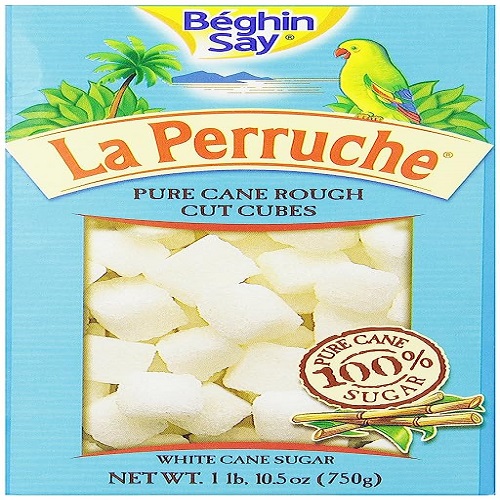 Béghin
Say®
La Perruche®
PURE CANE ROUGH
CUT CUBES
PURE CANE
100%
SUGAR
WHITE CANE SUGAR
NET WT. 1 lb, 10.5 oz (750g)